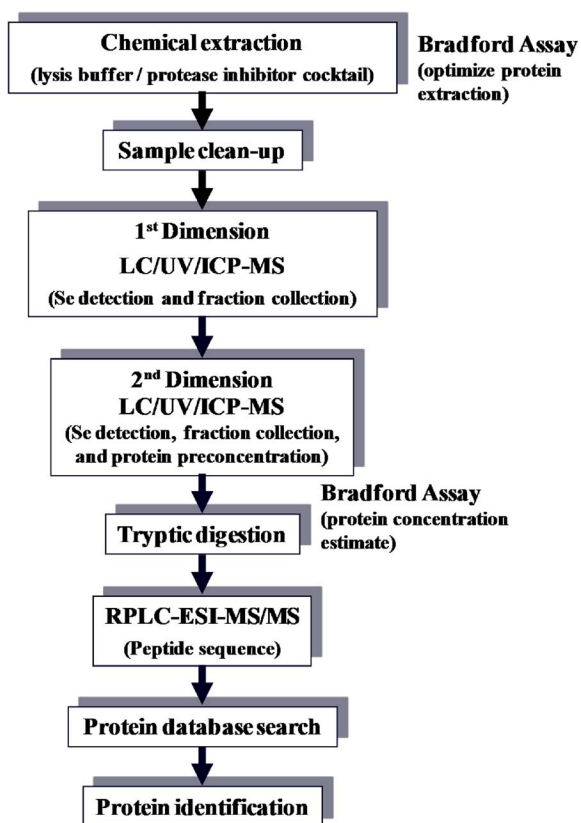 Chemical extraction
(lysis buffer / protease inhibitor cocktail)
Bradford Assay
(optimize protein
extraction)
Sample clean-up
1st Dimension
LC/UV/ICP-MS
(Se detection and fraction collection)
2nd Dimension
LC/UV/ICP-MS
(Se detection, fraction collection,
and protein preconcentration)
Bradford Assay
(protein concentration
estimate)
Tryptic digestion
RPLC-ESI-MS/MS
(Peptide sequence)
Protein database search
Protein identification